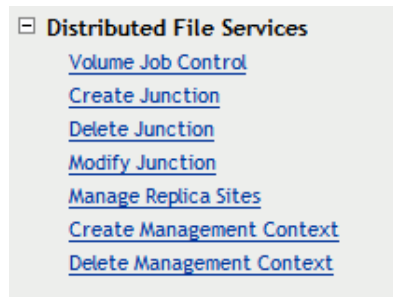 Distributed File Services
Volume Job Control
Create Junction
Delete Junction
Modify Junction
Manage Replica Sites
Create Management Context
Delete Management Context